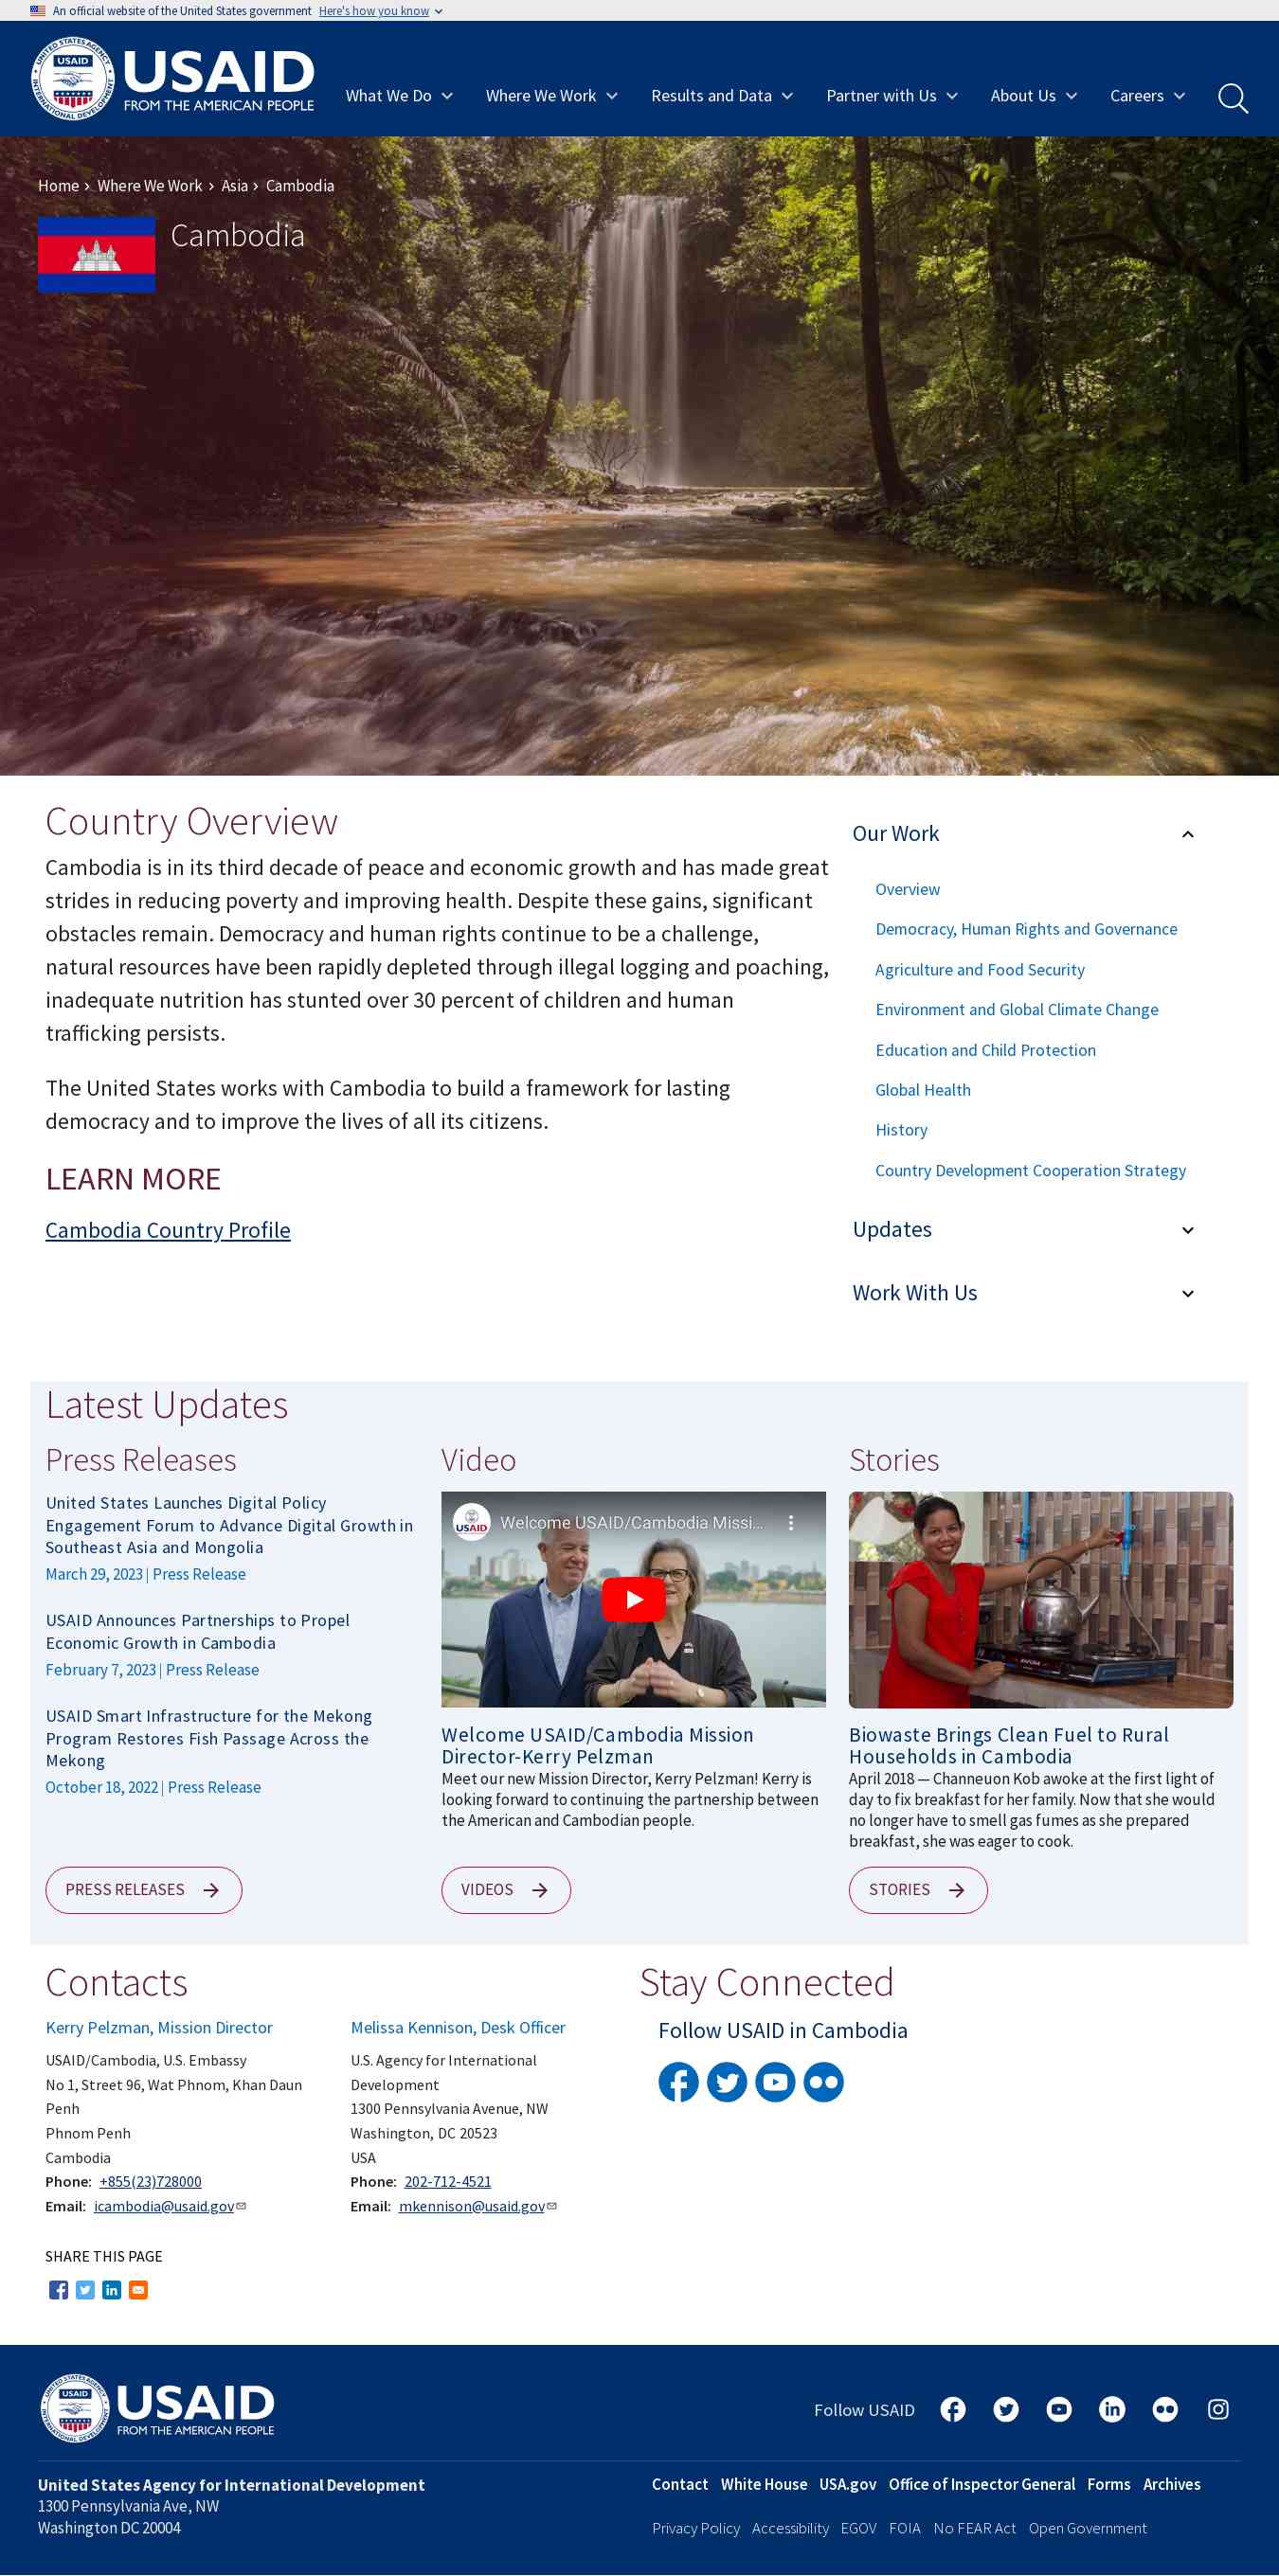 An official website of the United States government Here's how you know
USAID
FROM THE AMERICAN PEOPLE
What We Do
Where We Work
Results and Data
Partner with Us
About Us
Careers
Home › Where We Work › Asia › Cambodia
Cambodia
Country Overview
Cambodia is in its third decade of peace and economic growth and has made great
strides in reducing poverty and improving health. Despite these gains, significant
obstacles remain. Democracy and human rights continue to be a challenge,
natural resources have been rapidly depleted through illegal logging and poaching,
inadequate nutrition has stunted over 30 percent of children and human
trafficking persists.
The United States works with Cambodia to build a framework for lasting
democracy and to improve the lives of all its citizens.
LEARN MORE
Cambodia Country Profile
Our Work
Overview
Democracy, Human Rights and Governance
Agriculture and Food Security
Environment and Global Climate Change
Education and Child Protection
Global Health
History
Country Development Cooperation Strategy
Updates
Work With Us
Latest Updates
Press Releases
United States Launches Digital Policy
Engagement Forum to Advance Digital Growth in
Southeast Asia and Mongolia
March 29, 2023 | Press Release
USAID Announces Partnerships to Propel
Economic Growth in Cambodia
February 7, 2023 | Press Release
USAID Smart Infrastructure for the Mekong
Program Restores Fish Passage Across the
Mekong
October 18, 2022 | Press Release
PRESS RELEASES
Video
USAID
Welcome USAID/Cambodia Missi...
Welcome USAID/Cambodia Mission
Director-Kerry Pelzman
Meet our new Mission Director, Kerry Pelzman! Kerry is
looking forward to continuing the partnership between
the American and Cambodian people.
VIDEOS
Stories
Biowaste Brings Clean Fuel to Rural
Households in Cambodia
April 2018 — Channeuon Kob awoke at the first light of
day to fix breakfast for her family. Now that she would
no longer have to smell gas fumes as she prepared
breakfast, she was eager to cook.
STORIES
Contacts
Kerry Pelzman, Mission Director
USAID/Cambodia, U.S. Embassy
No 1, Street 96, Wat Phnom, Khan Daun
Penh
Phnom Penh
Cambodia
Phone: +855(23)728000
Email: icambodia@usaid.gov
Melissa Kennison, Desk Officer
U.S. Agency for International
Development
1300 Pennsylvania Avenue, NW
Washington, DC 20523
USA
Phone: 202-712-4521
Email: mkennison@usaid.gov
Stay Connected
Follow USAID in Cambodia
SHARE THIS PAGE
USAID
FROM THE AMERICAN PEOPLE
Follow USAID
United States Agency for International Development
1300 Pennsylvania Ave, NW
Washington DC 20004
Contact White House USA.gov Office of Inspector General Forms Archives
Privacy Policy Accessibility EGOV FOIA No FEAR Act Open Government